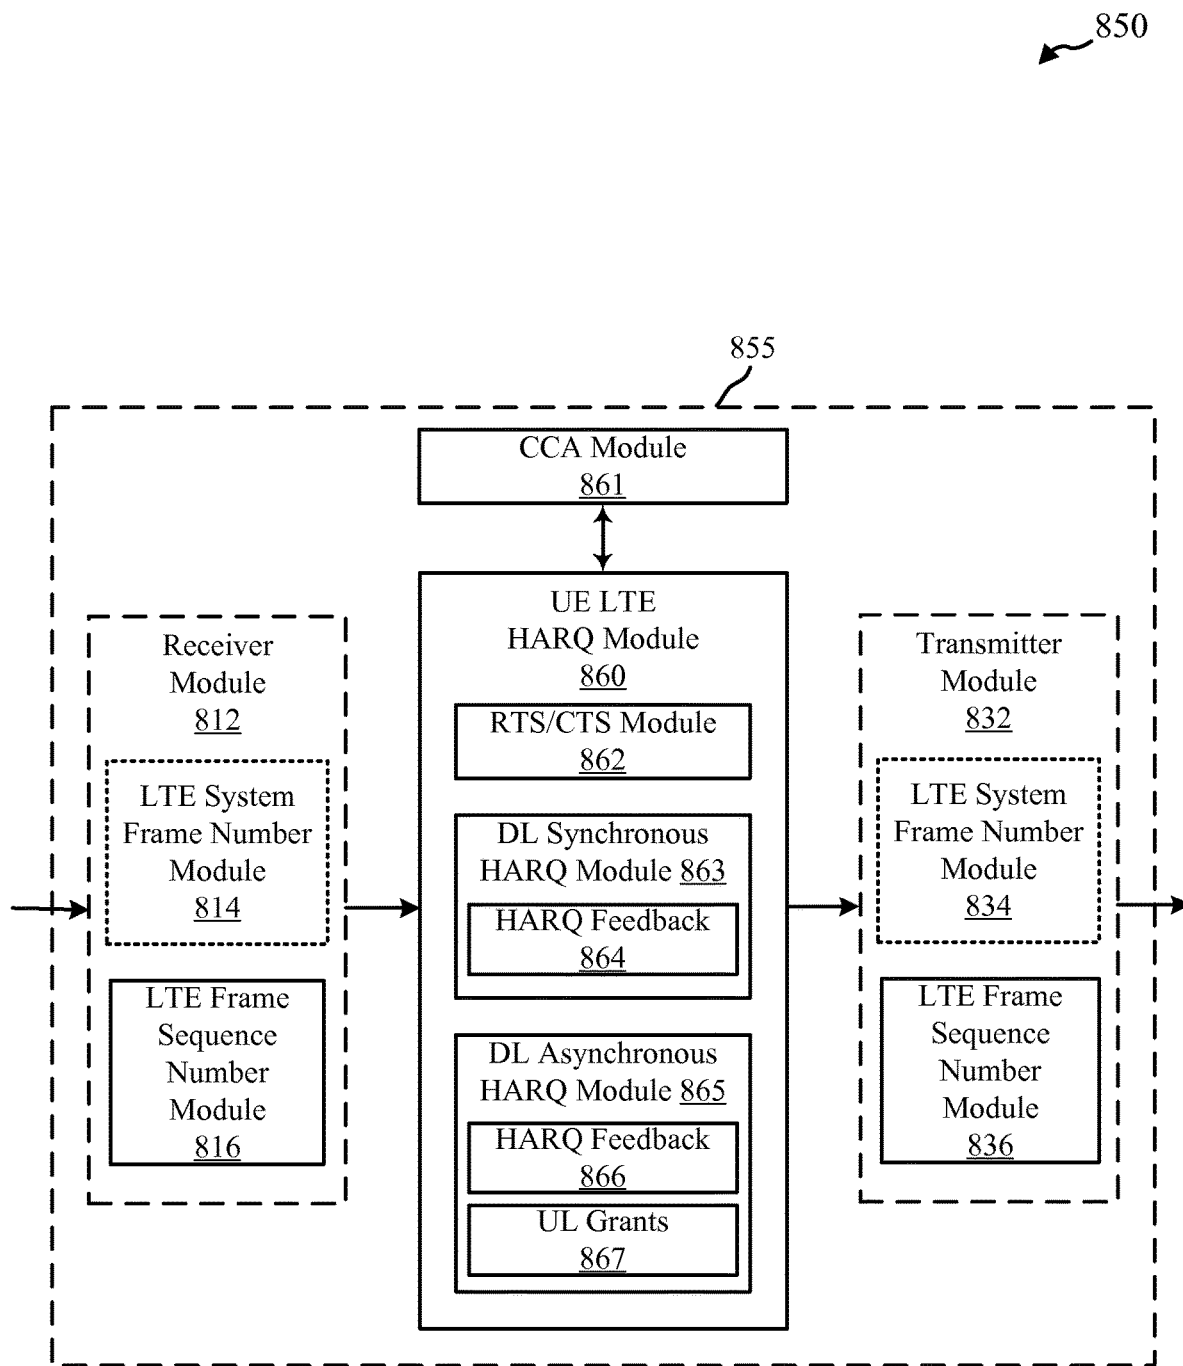 850
855
CCA Module
861
UE LTE
HARQ Module
860
RTS/CTS Module
862
DL Synchronous
HARQ Module 863
HARQ Feedback
864
DL Asynchronous
HARQ Module 865
HARQ Feedback
866
UL Grants
867
Receiver
Module
812
LTE System
Frame Number
Module
814
LTE Frame
Sequence
Number
Module
816
Transmitter
Module
832
LTE System
Frame Number
Module
834
LTE Frame
Sequence
Number
Module
836